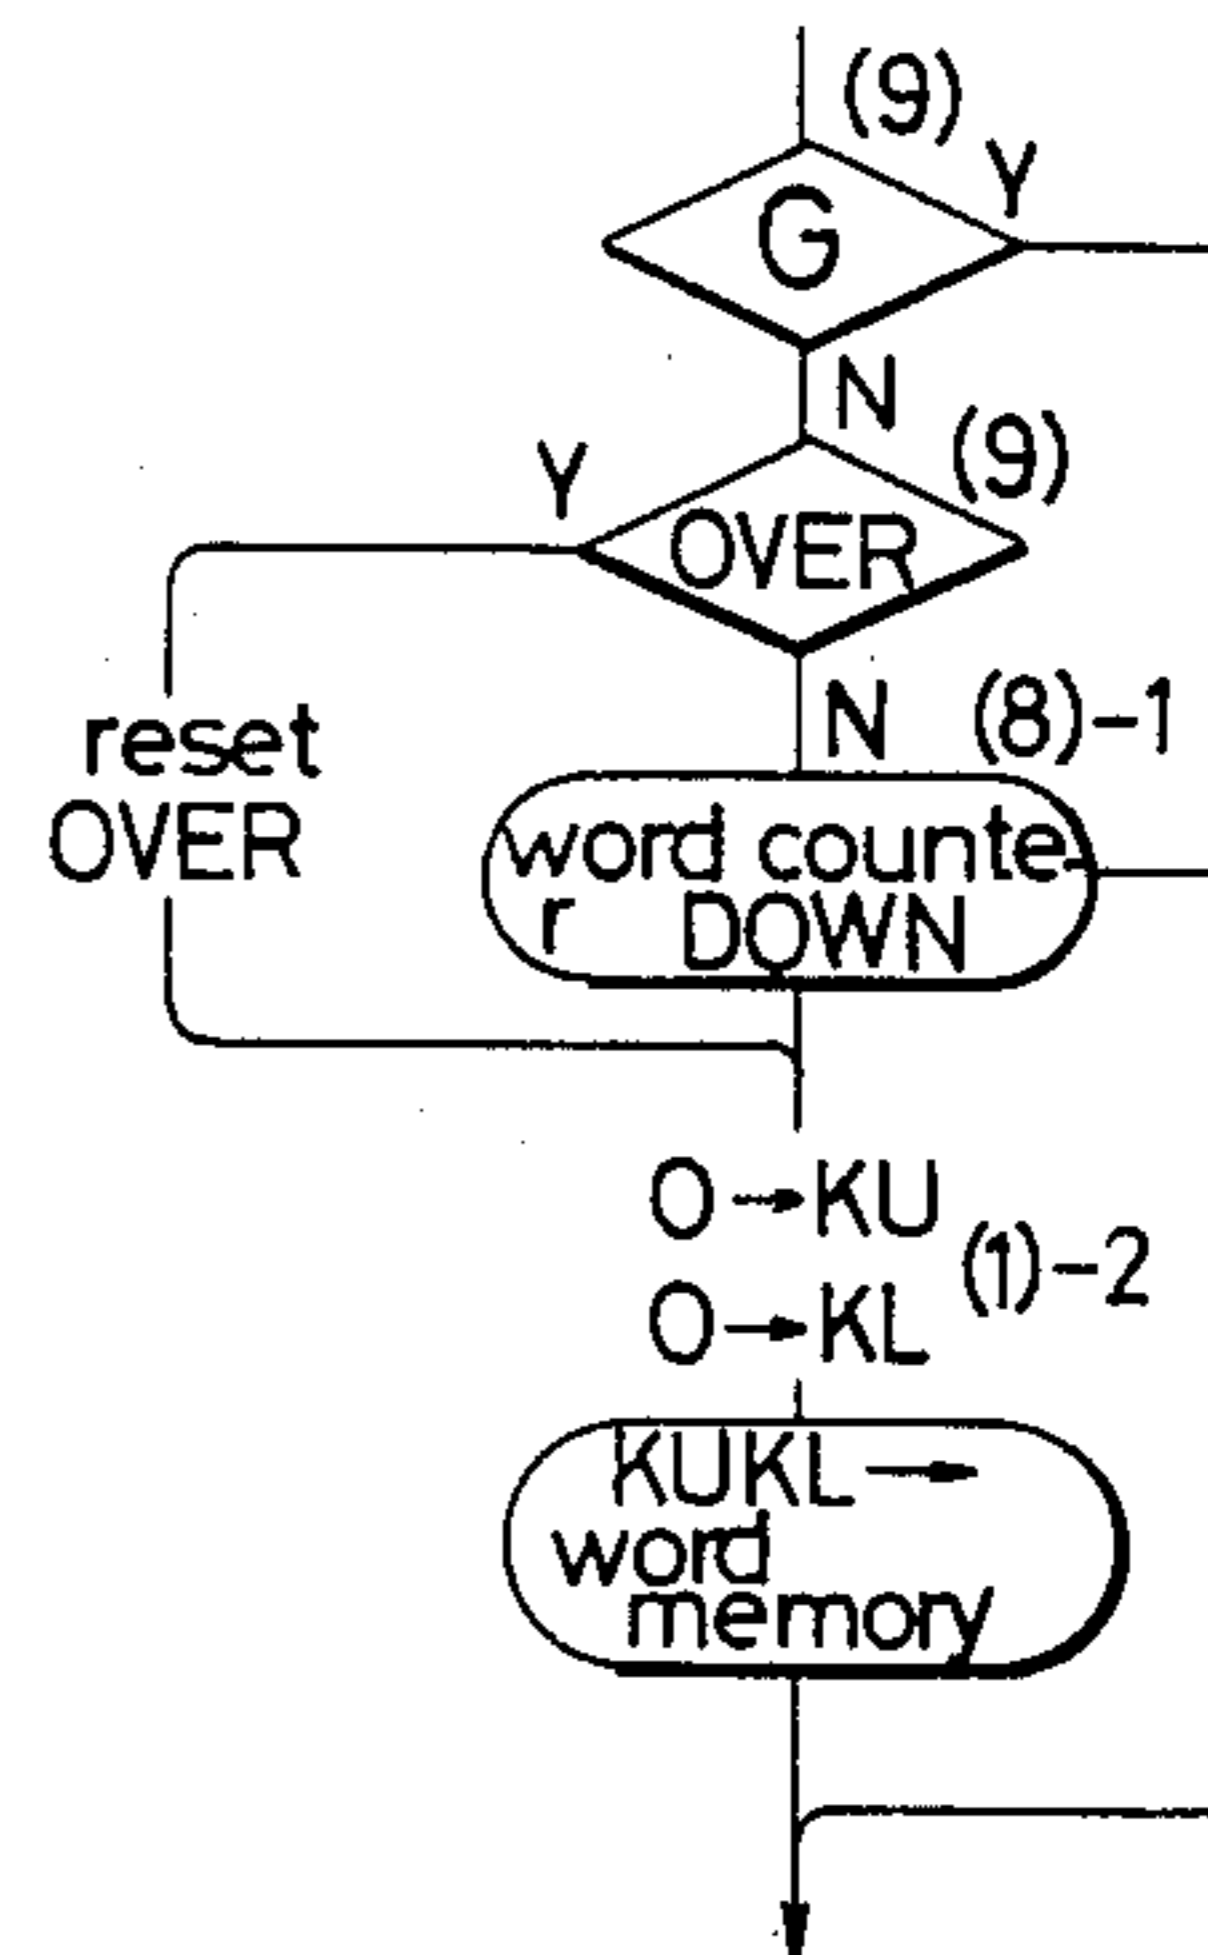 (9)
Y
G
N
(9)
Y
OVER
N
(8)-1
reset
OVER
word counte
r DOWN
O→KU
(1)-2
O→KL
KUKL→
word
memory